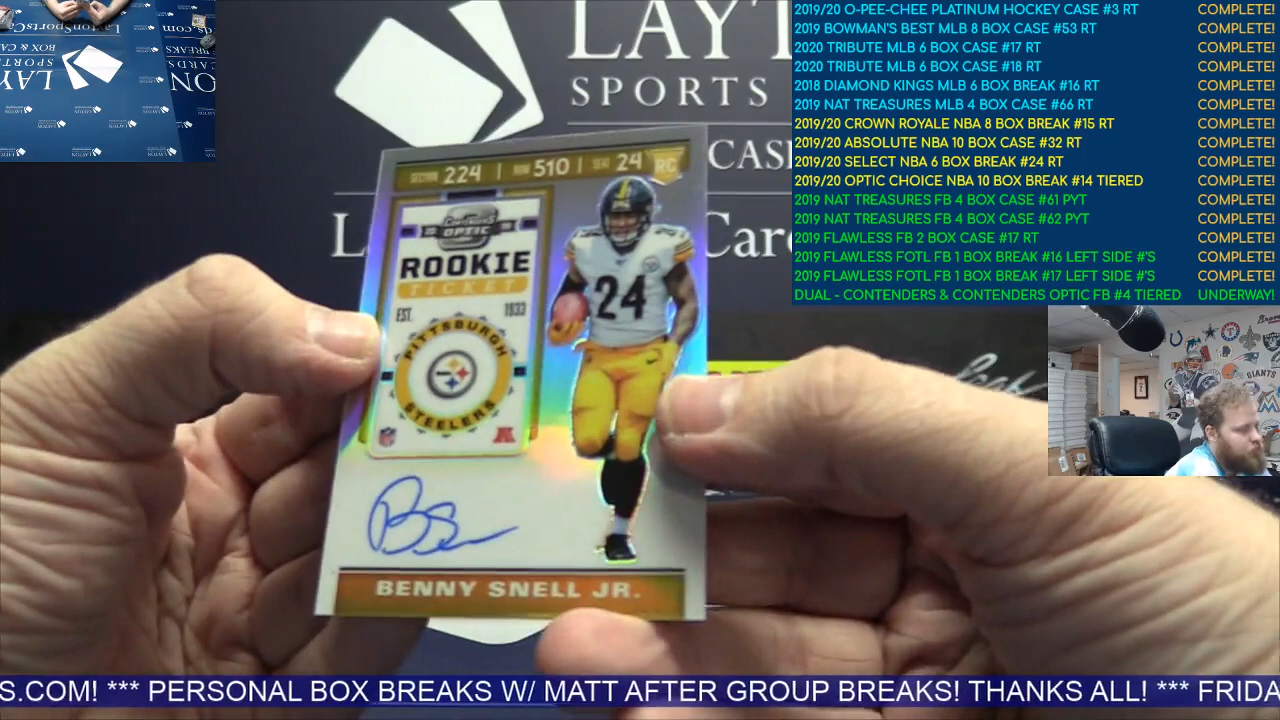 LAYT
SPORTS
CAS
L
Car
2019/20 O-PEE-CHEE PLATINUM HOCKEY CASE #3 RT COMPLETE!
2019 BOWMAN'S BEST MLB 8 BOX CASE #53 RT COMPLETE!
2020 TRIBUTE MLB 6 BOX CASE #17 RT COMPLETE!
2020 TRIBUTE MLB 6 BOX CASE #18 RT COMPLETE!
2018 DIAMOND KINGS MLB 6 BOX BREAK #16 RT COMPLETE!
2019 NAT TREASURES MLB 4 BOX CASE #66 RT COMPLETE!
2019/20 CROWN ROYALE NBA 8 BOX BREAK #15 RT COMPLETE!
2019/20 ABSOLUTE NBA 10 BOX CASE #32 RT COMPLETE!
2019/20 SELECT NBA 6 BOX BREAK #24 RT COMPLETE!
2019/20 OPTIC CHOICE NBA 10 BOX BREAK #14 TIERED COMPLETE!
2019 NAT TREASURES FB 4 BOX CASE #61 PYT COMPLETE!
2019 NAT TREASURES FB 4 BOX CASE #62 PYT COMPLETE!
2019 FLAWLESS FB 2 BOX CASE #17 RT COMPLETE!
2019 FLAWLESS FOTL FB 1 BOX BREAK #16 LEFT SIDE #'S COMPLETE!
2019 FLAWLESS FOTL FB 1 BOX BREAK #17 LEFT SIDE #'S COMPLETE!
DUAL - CONTENDERS & CONTENDERS OPTIC FB #4 TIERED UNDERWAY!
SECTION 224 | ROW 510 | SEAT 24 RC
CONTENDERS
OPTIC
ROOKIE
TICKET
EST. 1933
PITTSBURGH
STEELERS
24
BENNY SNELL JR.
GIANTS
S.COM! *** PERSONAL BOX BREAKS W/ MATT AFTER GROUP BREAKS! THANKS ALL! *** FRIDA